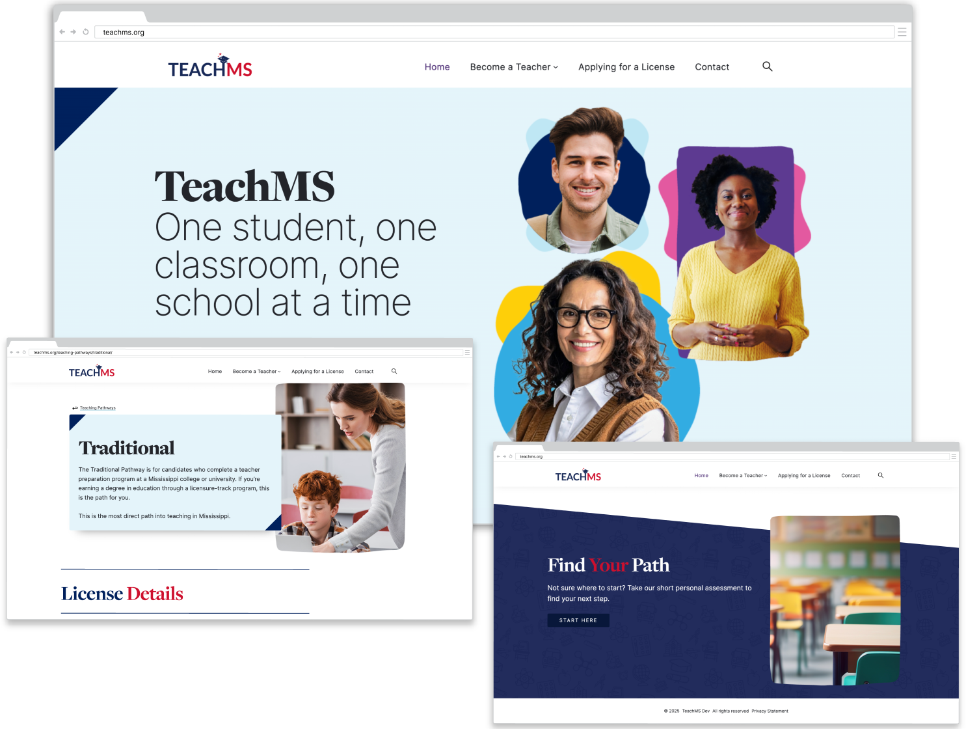 teachms.org
TEACHMS
Home Become a Teacher Applying for a License Contact
TeachMS
One student, one
classroom, one
school at a time
teachms.org/teaching-pathways/traditional/
TEACHMS
Home Become a Teacher Applying for a License Contact
Teaching Pathways
Traditional
The Traditional Pathway is for candidates who complete a teacher
preparation program at a Mississippi college or university. If you're
earning a degree in education through a licensure-track program, this
is the path for you.
This is the most direct path into teaching in Mississippi.
License Details
teachms.org
TEACHMS
Home Become a Teacher Applying for a License Contact
Find Your Path
Not sure where to start? Take our short personal assessment to
find your next step.
START HERE
© 2025 TeachMS Dev All rights reserved Privacy Statement